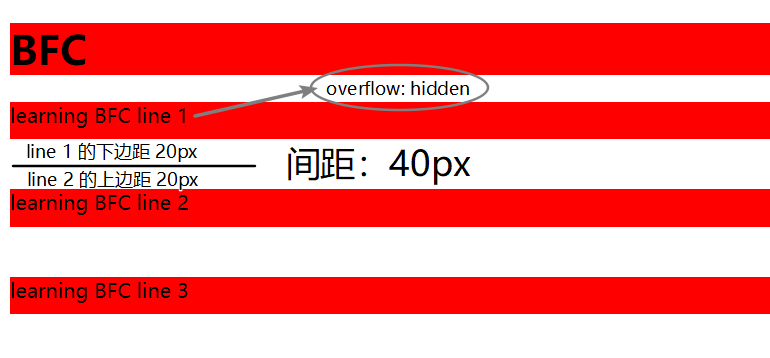 BFC
overflow: hidden
learning BFC line 1
line 1 的下边距 20px
line 2 的上边距 20px
间距：40px
learning BFC line 2
learning BFC line 3